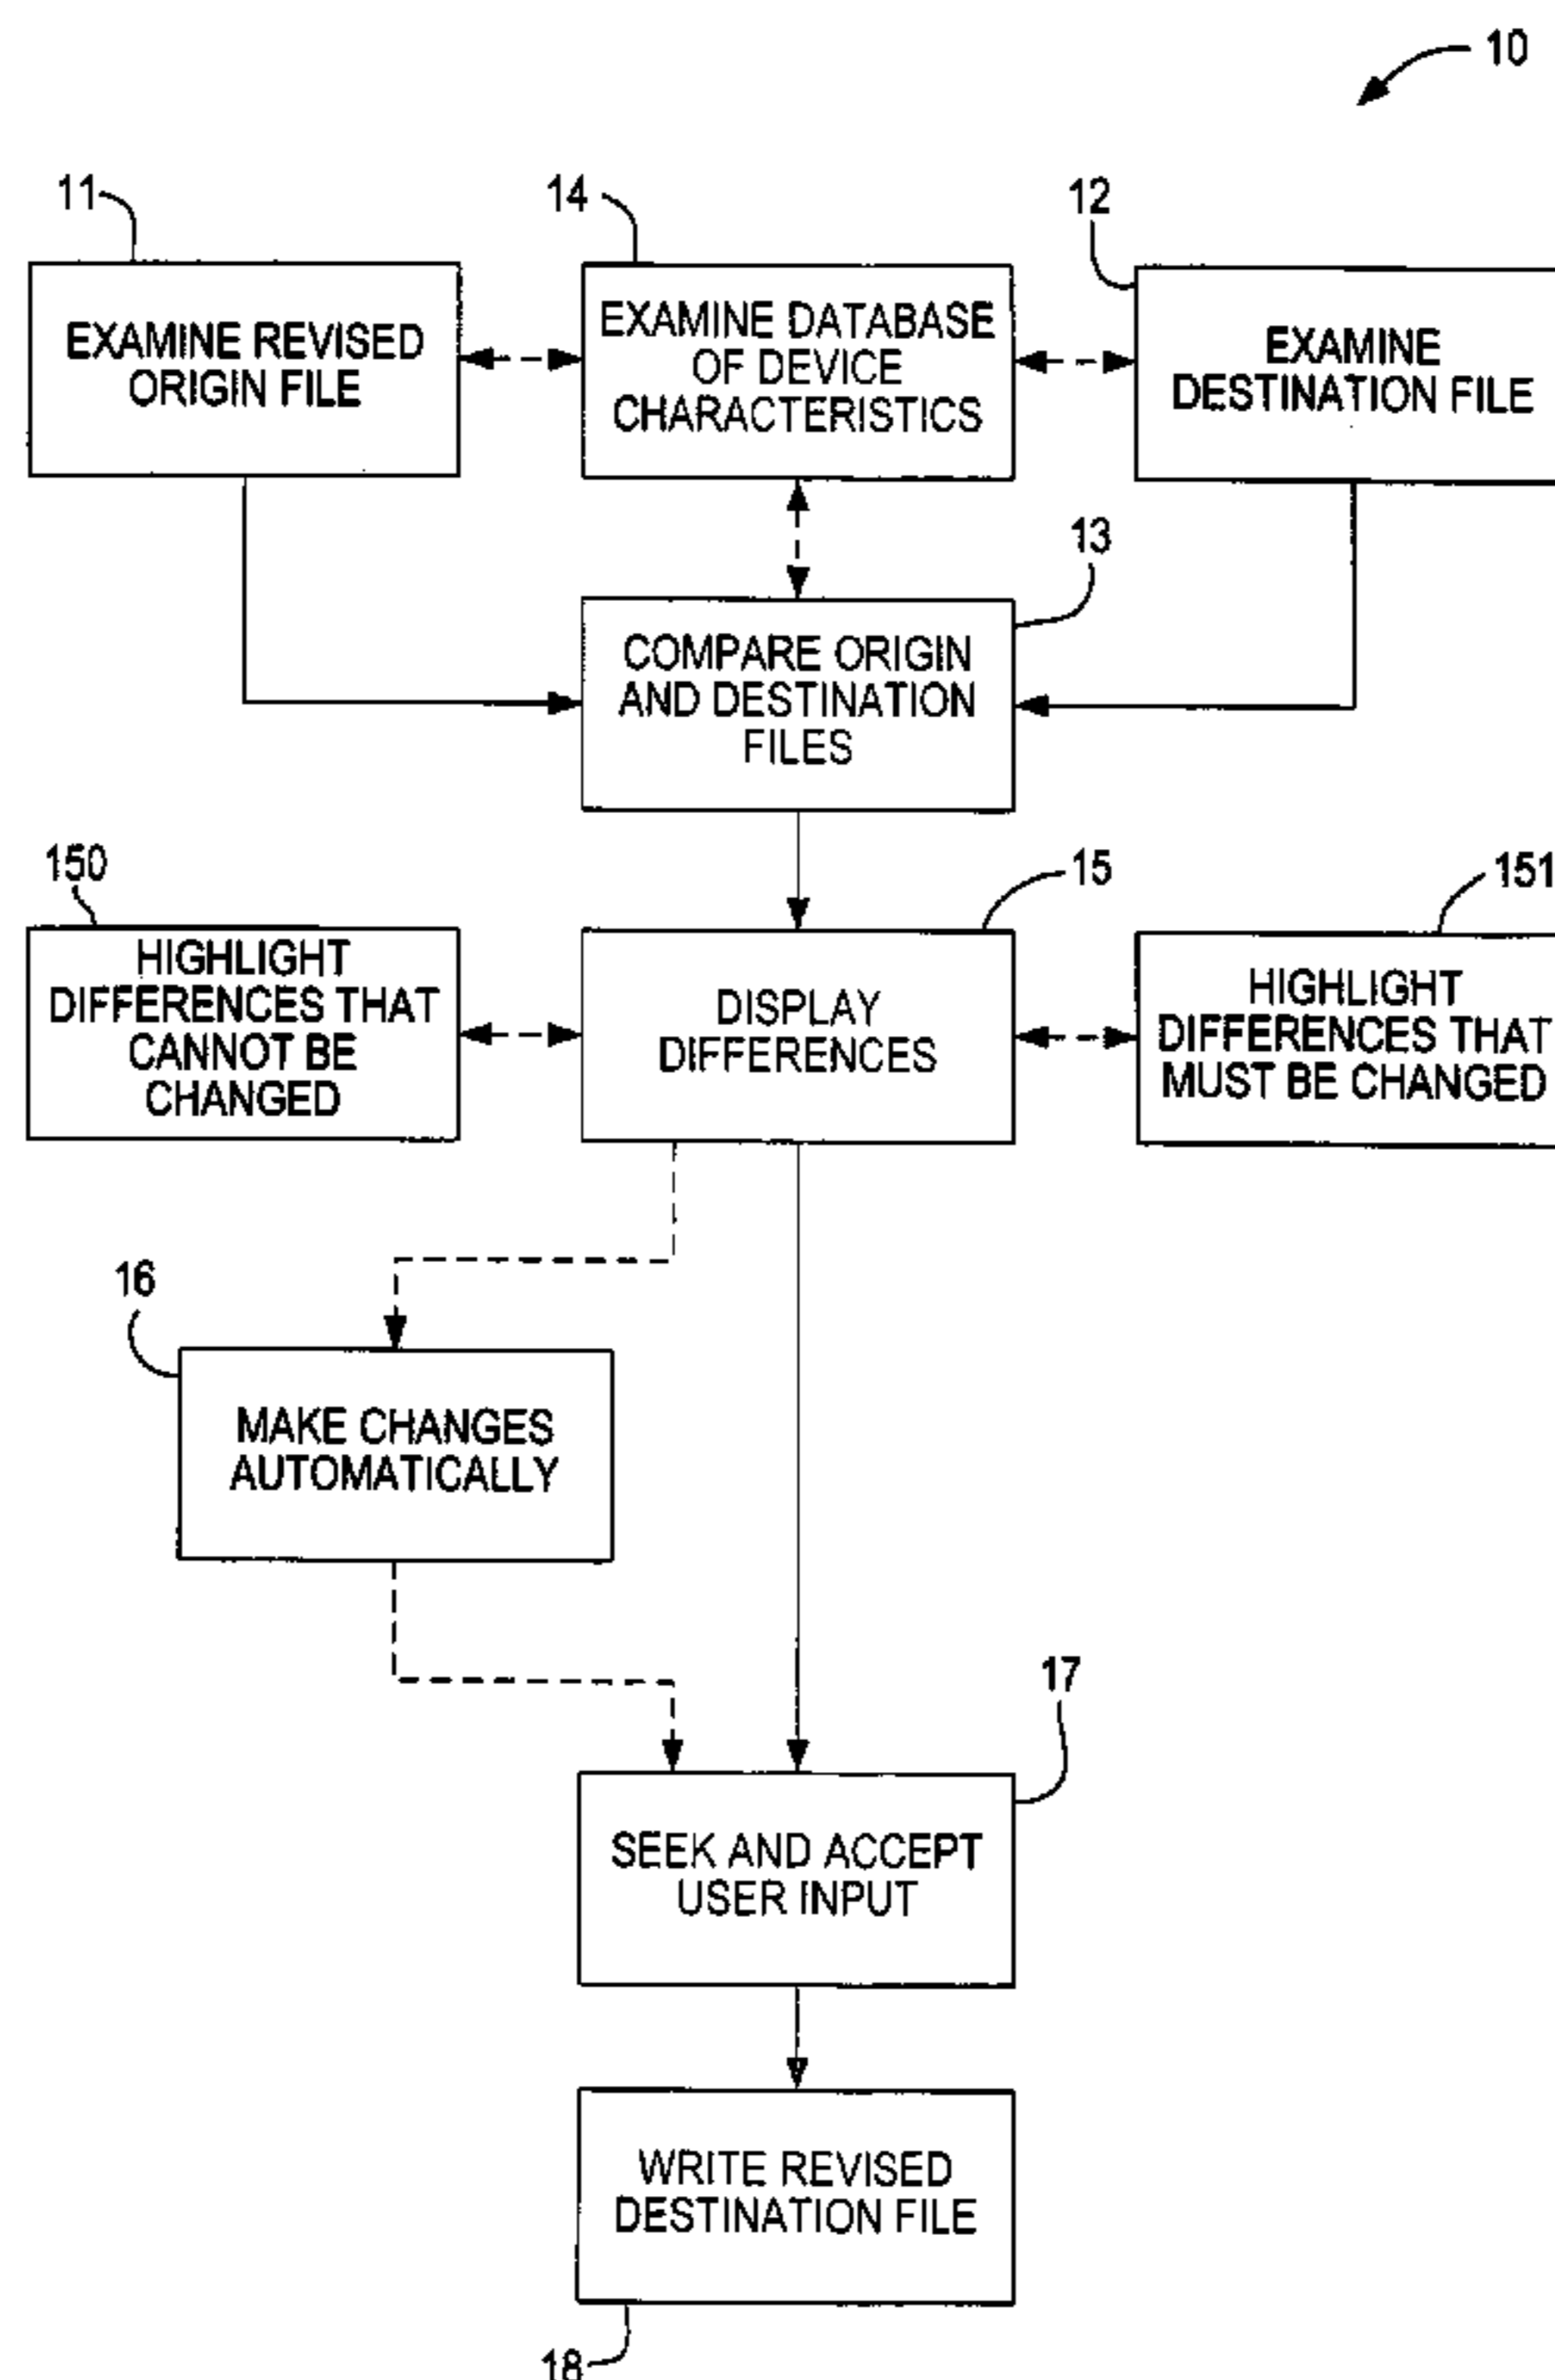 10
11
14
12
EXAMINE REVISED
ORIGIN FILE
EXAMINE DATABASE
OF DEVICE
CHARACTERISTICS
EXAMINE
DESTINATION FILE
13
COMPARE ORIGIN
AND DESTINATION
FILES
150
15
151
HIGHLIGHT
DIFFERENCES THAT
CANNOT BE
CHANGED
DISPLAY
DIFFERENCES
HIGHLIGHT
DIFFERENCES THAT
MUST BE CHANGED
16
MAKE CHANGES
AUTOMATICALLY
17
SEEK AND ACCEPT
USER INPUT
WRITE REVISED
DESTINATION FILE
18